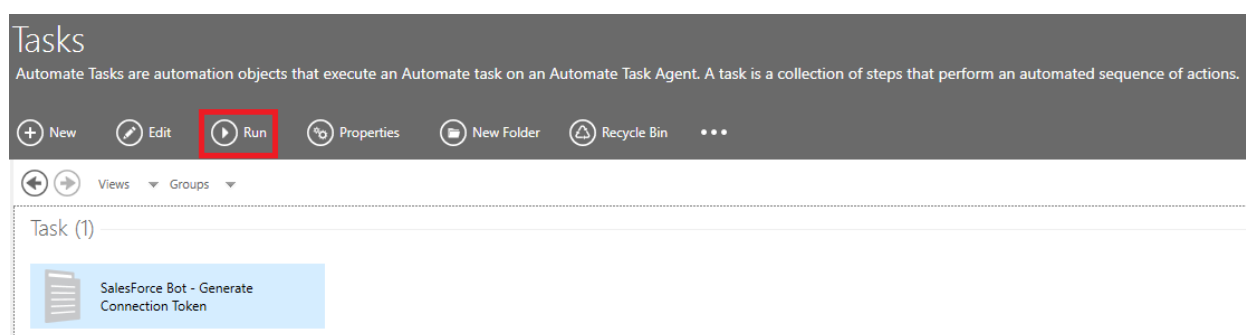 Tasks
Automate Tasks are automation objects that execute an Automate task on an Automate Task Agent. A task is a collection of steps that perform an automated sequence of actions.
New Edit Run Properties New Folder Recycle Bin
Views Groups
Task (1)
SalesForce Bot - Generate
Connection Token